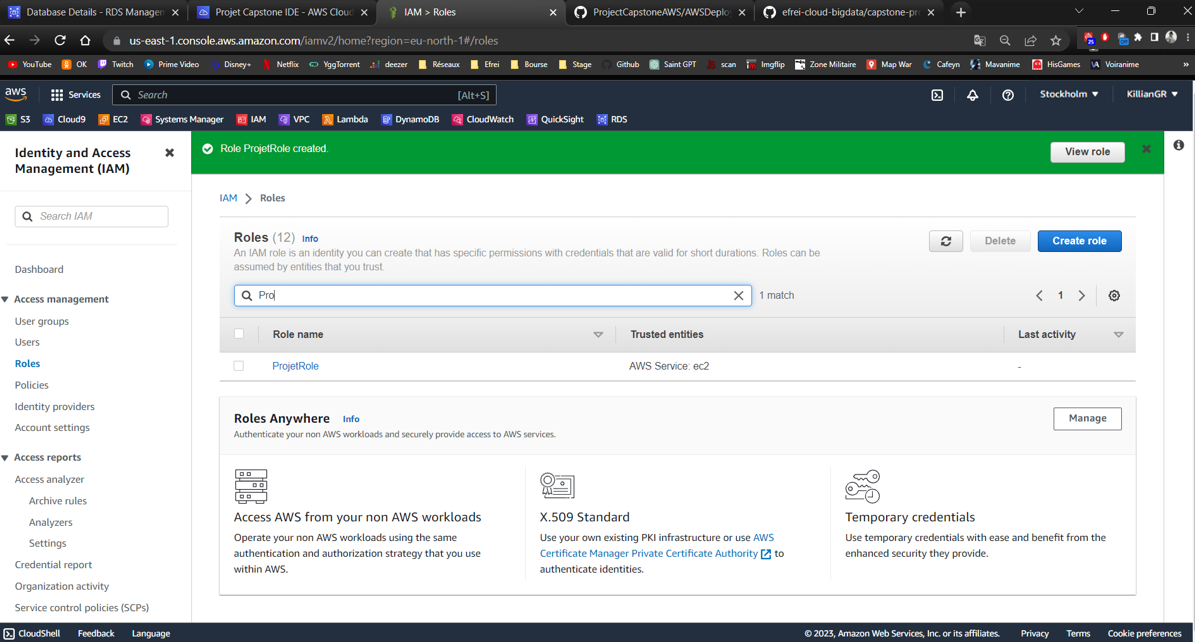 Database Details - RDS Managem
Projet Capstone IDE - AWS Cloud
IAM > Roles
ProjectCapstoneAWS/AWSDeploy
efrei-cloud-bigdata/capstone-pro
us-east-1.console.aws.amazon.com/iamv2/home?region=eu-north-1#/roles
YouTube
OK
Twitch
Prime Video
Disney+
Netflix
YggTorrent
deezer
Réseaux
Efrei
Bourse
Stage
Github
Saint GPT
scan
Imgflip
Zone Militaire
Map War
Cafeyn
Mavanime
HisGames
Voiranime
aws
Services
Search
[Alt+S]
Stockholm
KillianGR
S3
Cloud9
EC2
Systems Manager
IAM
VPC
Lambda
DynamoDB
CloudWatch
QuickSight
RDS
Identity and Access
Management (IAM)
Search IAM
Dashboard
Access management
User groups
Users
Roles
Policies
Identity providers
Account settings
Access reports
Access analyzer
Archive rules
Analyzers
Settings
Credential report
Organization activity
Service control policies (SCPs)
Role ProjetRole created.
View role
IAM
Roles
Roles (12) Info
An IAM role is an identity you can create that has specific permissions with credentials that are valid for short durations. Roles can be
assumed by entities that you trust.
Delete
Create role
Pro
1 match
1
Role name
Trusted entities
Last activity
ProjetRole
AWS Service: ec2
-
Roles Anywhere Info
Authenticate your non AWS workloads and securely provide access to AWS services.
Manage
Access AWS from your non AWS workloads
Operate your non AWS workloads using the same
authentication and authorization strategy that you use
within AWS.
X.509 Standard
Use your own existing PKI infrastructure or use AWS
Certificate Manager Private Certificate Authority to
authenticate identities.
Temporary credentials
Use temporary credentials with ease and benefit from the
enhanced security they provide.
CloudShell
Feedback
Language
© 2023, Amazon Web Services, Inc. or its affiliates.
Privacy
Terms
Cookie preferences